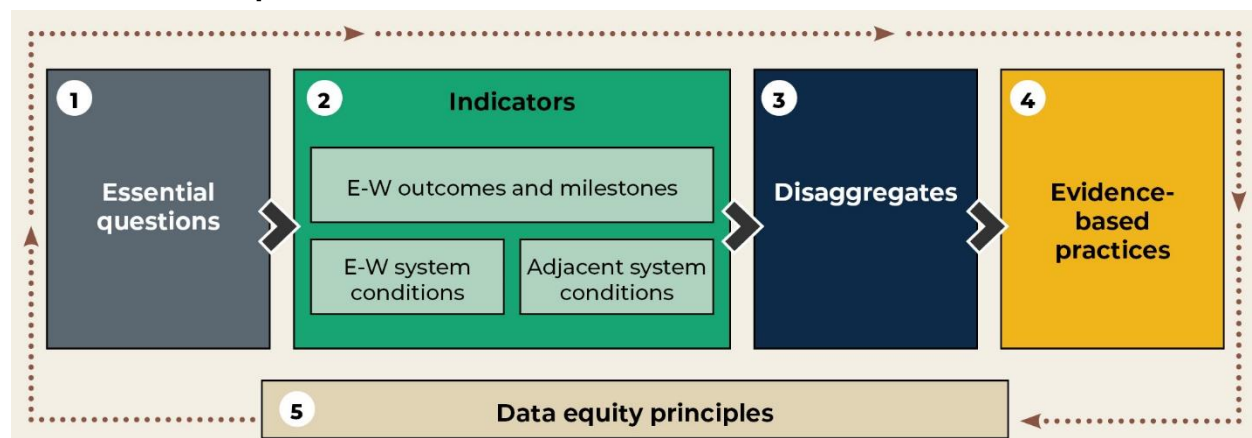 1
Essential
questions
2
Indicators
E-W outcomes and milestones
E-W system
conditions
Adjacent system
conditions
3
Disaggregates
4
Evidence-
based
practices
5
Data equity principles